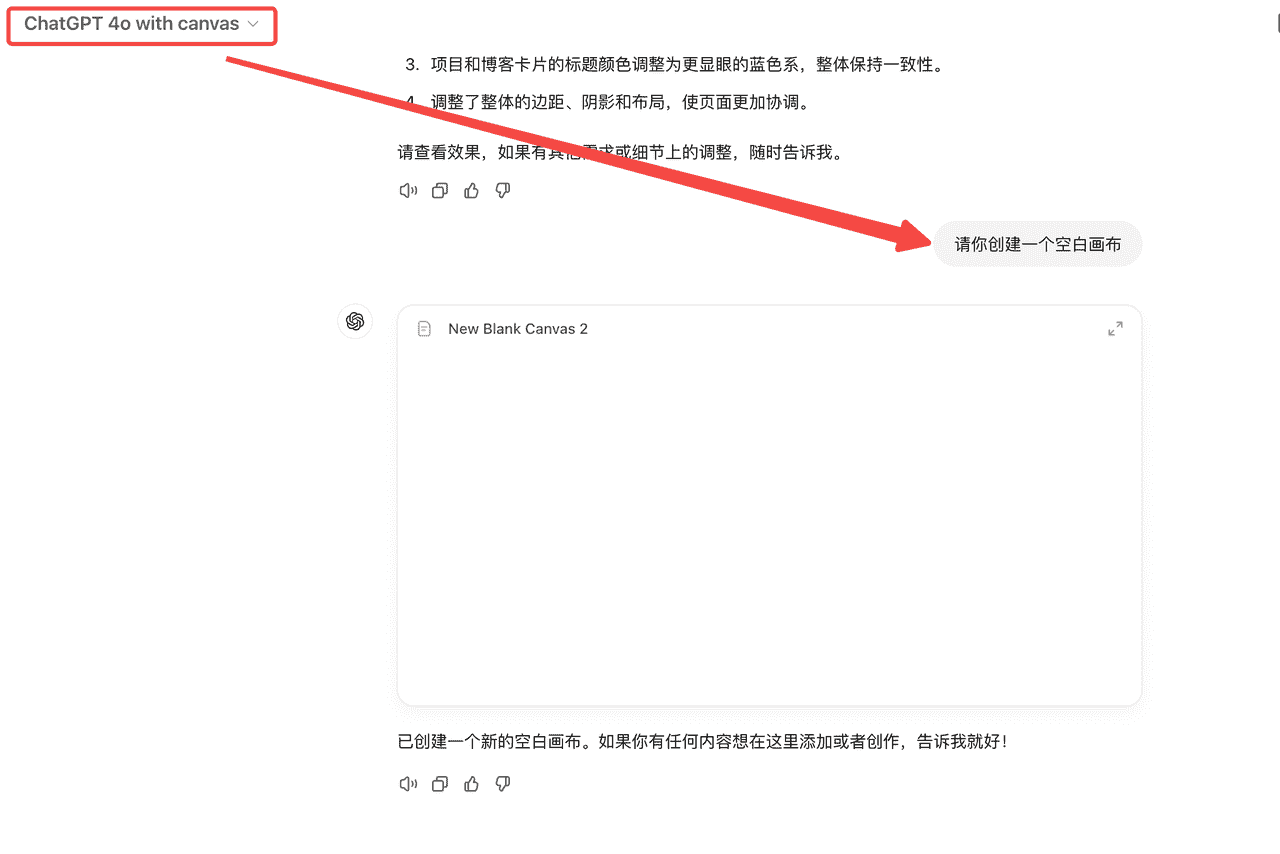 ChatGPT 4o with canvas
3. 项目和博客卡片的标题颜色调整为更显眼的蓝色系，整体保持一致性。
4. 调整了整体的边距、阴影和布局，使页面更加协调。
请查看效果，如果有其他需求或细节上的调整，随时告诉我。
请你创建一个空白画布
New Blank Canvas 2
已创建一个新的空白画布。如果你有任何内容想在这里添加或者创作，告诉我就好！